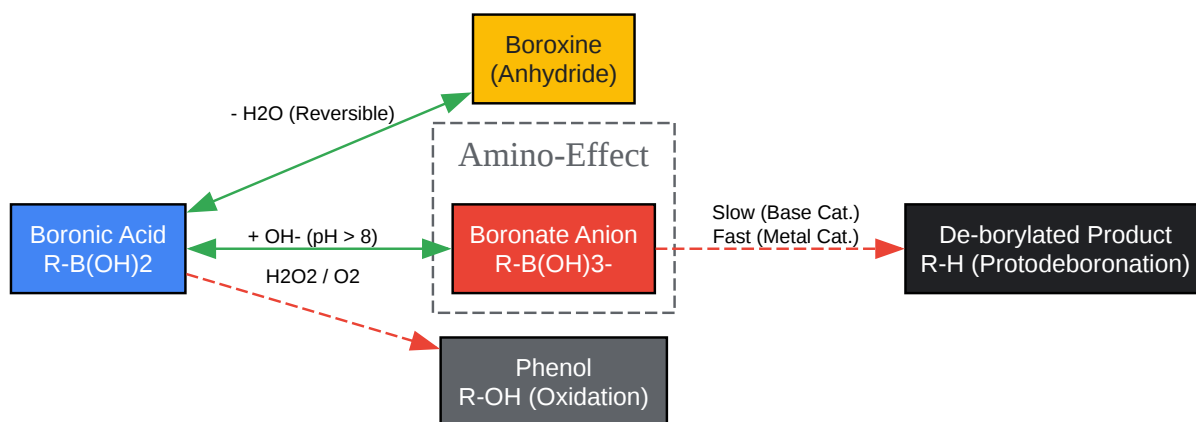 Boroxine
(Anhydride)
- H2O (Reversible)
Amino-Effect
Boronic Acid
R-B(OH)2
+ OH- (pH > 8)
Boronate Anion
R-B(OH)3-
Slow (Base Cat.)
Fast (Metal Cat.)
De-borylated Product
R-H (Protodeboronation)
H2O2 / O2
Phenol
R-OH (Oxidation)